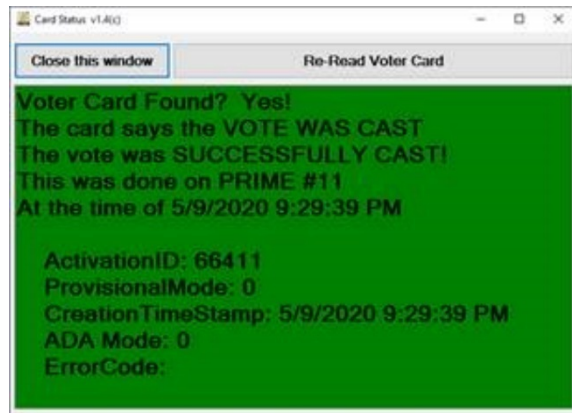 Card Status v1.4(c)
Close this window
Re-Read Voter Card
Voter Card Found? Yes!
The card says the VOTE WAS CAST
The vote was SUCCESSFULLY CAST!
This was done on PRIME #11
At the time of 5/9/2020 9:29:39 PM
ActivationID: 66411
ProvisionalMode: 0
CreationTimeStamp: 5/9/2020 9:29:39 PM
ADA Mode: 0
ErrorCode: